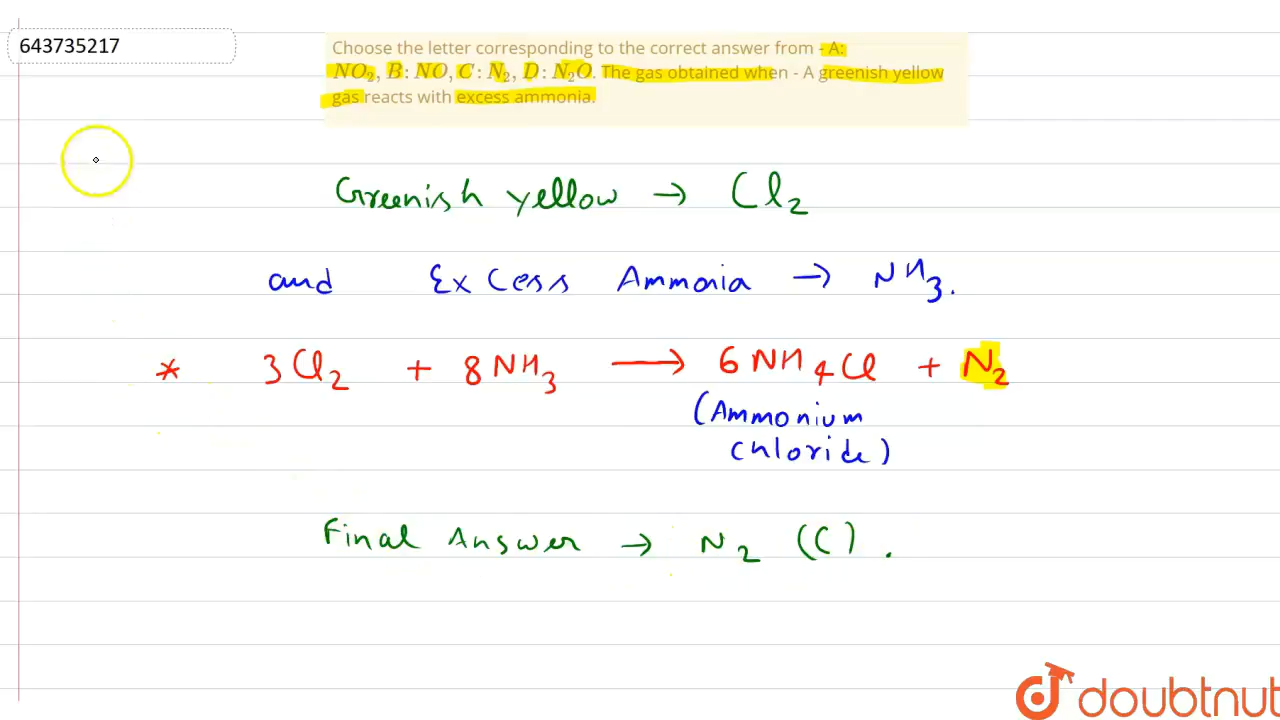 643735217
Choose the letter corresponding to the correct answer from - A:
NO₂, B : NO, C : N₂, D : N₂O. The gas obtained when - A greenish yellow
gas reacts with excess ammonia.
Greenish yellow → Cl₂
and Excess Ammonia → NH₃.
* 3Cl₂ + 8NH₃ → 6NH₄Cl + N₂
(Ammonium
chloride)
Final Answer → N₂ (C).
doubtnut